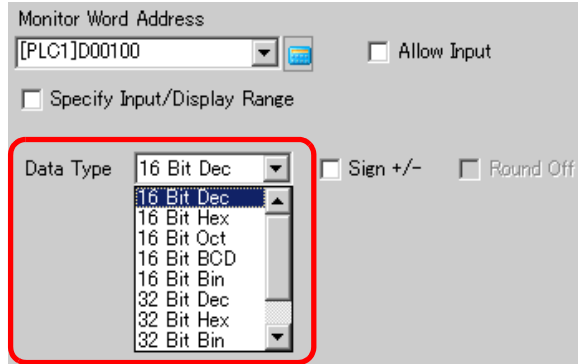 Monitor Word Address
[PLC1]D00100
Allow Input
Specify Input/Display Range
Data Type 16 Bit Dec Sign +/- Round Off
16 Bit Dec
16 Bit Hex
16 Bit Oct
16 Bit BCD
16 Bit Bin
32 Bit Dec
32 Bit Hex
32 Bit Bin